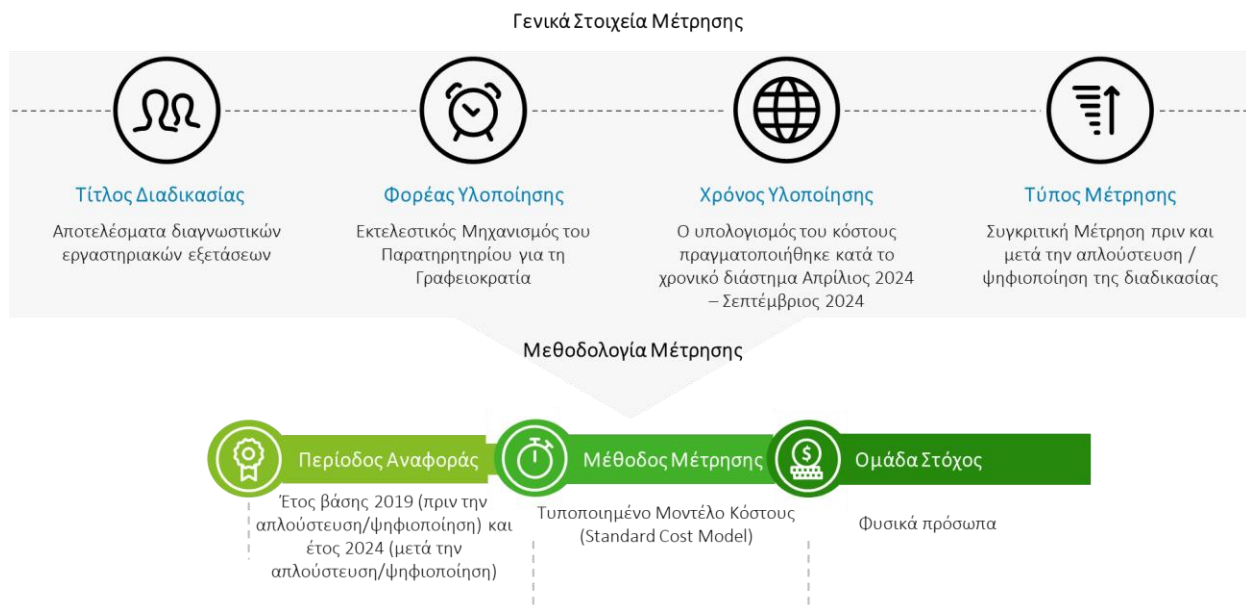 Γενικά Στοιχεία Μέτρησης
Τίτλος Διαδικασίας
Αποτελέσματα διαγνωστικών
εργαστηριακών εξετάσεων
Φορέας Υλοποίησης
Εκτελεστικός Μηχανισμός του
Παρατηρητηρίου για τη
Γραφειοκρατία
Χρόνος Υλοποίησης
Ο υπολογισμός του κόστους
πραγματοποιήθηκε κατά το
χρονικό διάστημα Απρίλιος 2024
– Σεπτέμβριος 2024
Τύπος Μέτρησης
Συγκριτική Μέτρηση πριν και
μετά την απλούστευση /
ψηφιοποίηση της διαδικασίας
Μεθοδολογία Μέτρησης
Περίοδος Αναφοράς
Έτος βάσης 2019 (πριν την
απλούστευση/ψηφιοποίηση) και
έτος 2024 (μετά την
απλούστευση/ψηφιοποίηση)
Μέθοδος Μέτρησης
Τυποποιημένο Μοντέλο Κόστους
(Standard Cost Model)
$
Ομάδα Στόχος
Φυσικά πρόσωπα